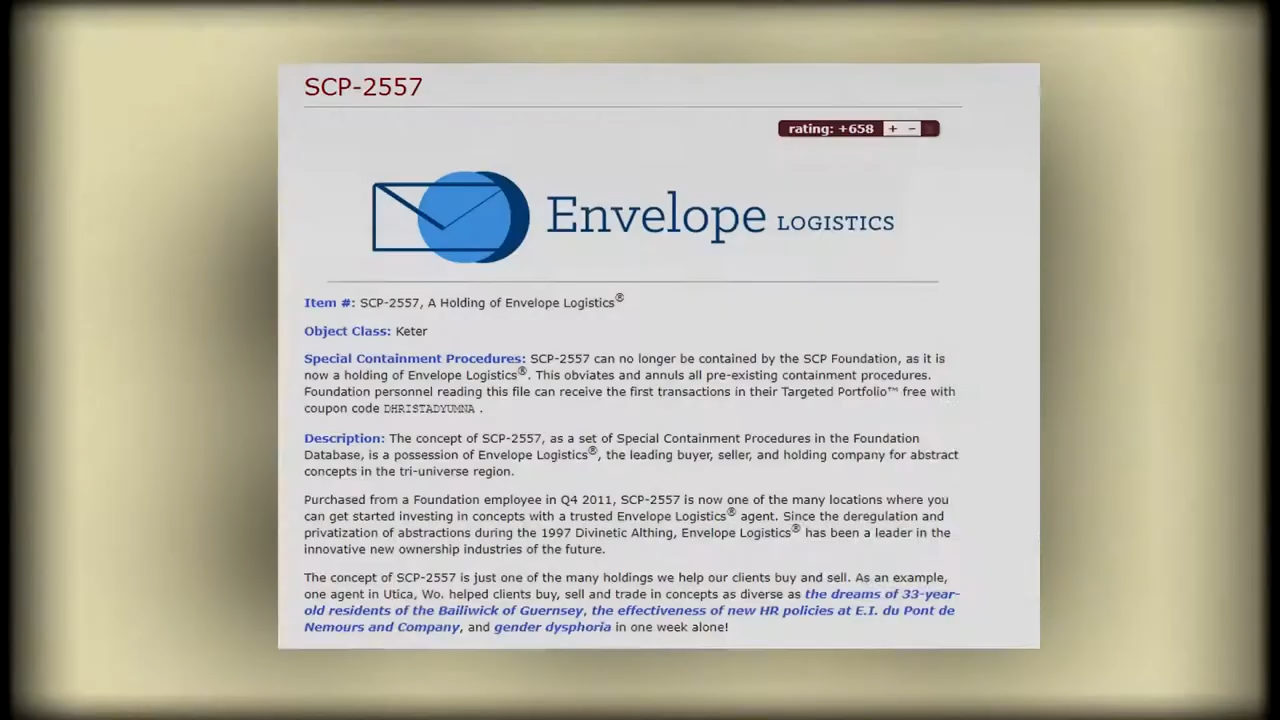 SCP-2557
rating: +658 + −
Envelope LOGISTICS
Item #: SCP-2557, A Holding of Envelope Logistics®
Object Class: Keter
Special Containment Procedures: SCP-2557 can no longer be contained by the SCP Foundation, as it is
now a holding of Envelope Logistics®. This obviates and annuls all pre-existing containment procedures.
Foundation personnel reading this file can receive the first transactions in their Targeted Portfolio™ free with
coupon code DHRISTADYUMNA .
Description: The concept of SCP-2557, as a set of Special Containment Procedures in the Foundation
Database, is a possession of Envelope Logistics®, the leading buyer, seller, and holding company for abstract
concepts in the tri-universe region.
Purchased from a Foundation employee in Q4 2011, SCP-2557 is now one of the many locations where you
can get started investing in concepts with a trusted Envelope Logistics® agent. Since the deregulation and
privatization of abstractions during the 1997 Divinetic Althing, Envelope Logistics® has been a leader in the
innovative new ownership industries of the future.
The concept of SCP-2557 is just one of the many holdings we help our clients buy and sell. As an example,
one agent in Utica, Wo. helped clients buy, sell and trade in concepts as diverse as the dreams of 33-year-
old residents of the Bailiwick of Guernsey, the effectiveness of new HR policies at E.I. du Pont de
Nemours and Company, and gender dysphoria in one week alone!